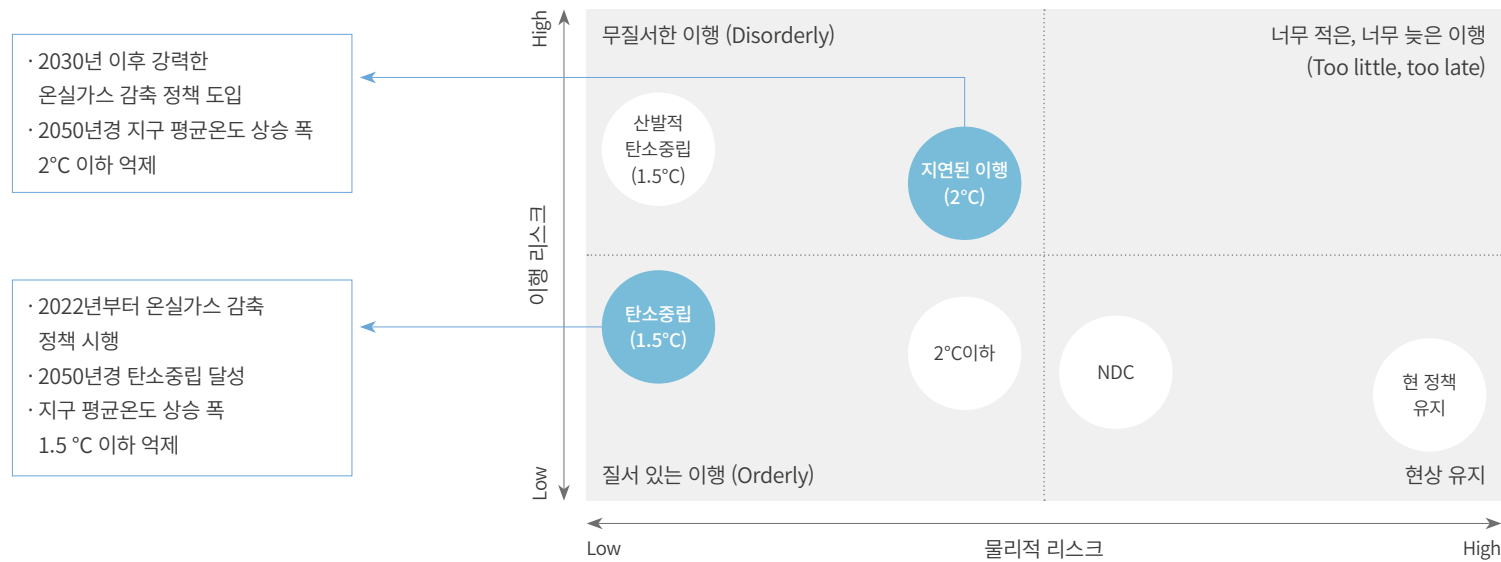 · 2030년 이후 강력한
온실가스 감축 정책 도입
· 2050년경 지구 평균온도 상승 폭
2°C 이하 억제
· 2022년부터 온실가스 감축
정책 시행
· 2050년경 탄소중립 달성
· 지구 평균온도 상승 폭
1.5 °C 이하 억제
High
이행 리스크
Low
무질서한 이행 (Disorderly)
너무 적은, 너무 늦은 이행
(Too little, too late)
산발적
탄소중립
(1.5°C)
지연된 이행
(2°C)
탄소중립
(1.5°C)
2°C이하
NDC
현 정책
유지
질서 있는 이행 (Orderly)
현상 유지
Low
물리적 리스크
High